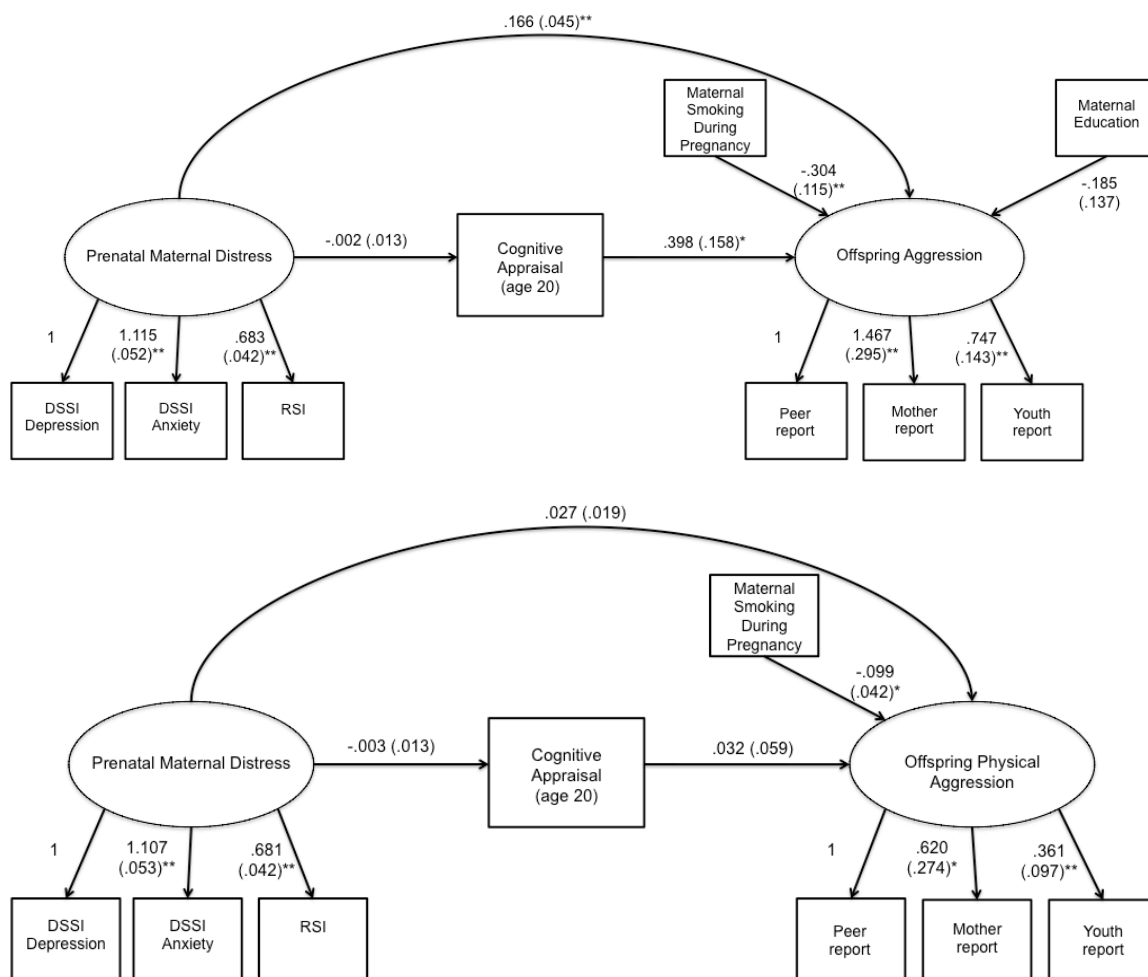 .166 (.045)**
Maternal
Smoking
During
Pregnancy
Maternal
Education
-.304
(.115)**
-.185
(.137)
Prenatal Maternal Distress
-.002 (.013)
Cognitive
Appraisal
(age 20)
.398 (.158)*
Offspring Aggression
1
1.115
(.052)**
.683
(.042)**
1
1.467
(.295)**
.747
(.143)**
DSSI
Depression
DSSI
Anxiety
RSI
Peer
report
Mother
report
Youth
report
.027 (.019)
Maternal
Smoking
During
Pregnancy
-.099
(.042)*
Prenatal Maternal Distress
-.003 (.013)
Cognitive
Appraisal
(age 20)
.032 (.059)
Offspring Physical
Aggression
1
1.107
(.053)**
.681
(.042)**
1
.620
(.274)*
.361
(.097)**
DSSI
Depression
DSSI
Anxiety
RSI
Peer
report
Mother
report
Youth
report